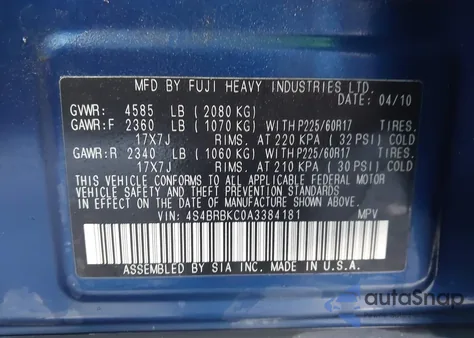 MFD BY FUJI HEAVY INDUSTRIES LTD.
DATE: 04/10
GVWR: 4585 LB (2080 KG)
GAWR:F 2360 LB (1070 KG) WITH P225/60R17 TIRES.
17X7J RIMS. AT 220 KPA (32 PSI) COLD
GAWR:R 2340 LB (1060 KG) WITH P225/60R17 TIRES.
17X7J RIMS. AT 210 KPA (30 PSI) COLD
THIS VEHICLE CONFORMS TO ALL APPLICABLE FEDERAL MOTOR
VEHICLE SAFETY AND THEFT PREVENTION STANDARDS IN EFFECT
ON THE DATE OF MANUFACTURE SHOWN ABOVE.
VIN: 4S4BRBKC0A3384181 MPV
ASSEMBLED BY SIA INC. MADE IN U.S.A.
autoSnap